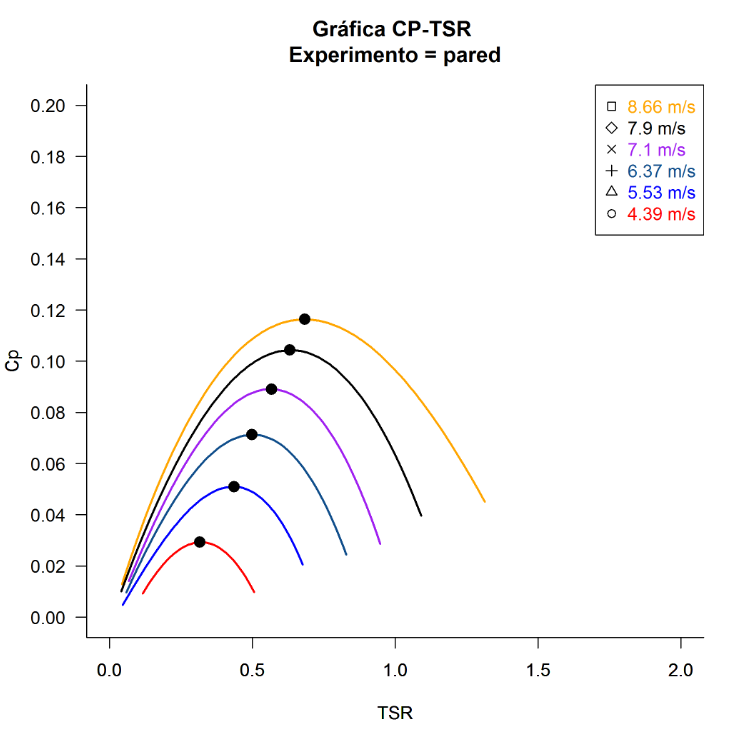 Gráfica CP-TSR
Experimento = pared
8.66 m/s
7.9 m/s
7.1 m/s
6.37 m/s
5.53 m/s
4.39 m/s
0.20
0.18
0.16
0.14
0.12
0.10
0.08
0.06
0.04
0.02
0.00
Cp
0.0 0.5 1.0 1.5 2.0
TSR